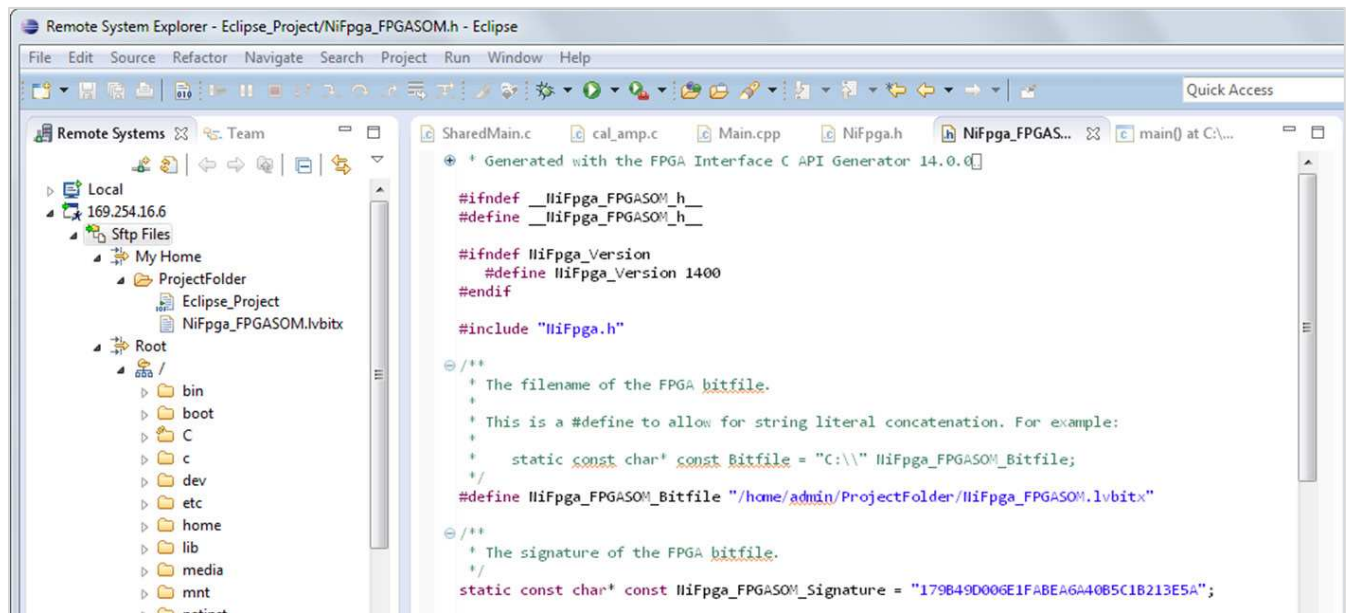 Remote System Explorer - Eclipse_Project/NiFpga_FPGASOM.h - Eclipse
File Edit Source Refactor Navigate Search Project Run Window Help
Quick Access
Remote Systems Team
SharedMain.c cal_amp.c Main.cpp NiFpga.h NiFpga_FPGAS... main() at C:\...
Local
169.254.16.6
Sftp Files
My Home
ProjectFolder
Eclipse_Project
NiFpga_FPGASOM.lvbitx
Root
/
bin
boot
C
c
dev
etc
home
lib
media
mnt
* Generated with the FPGA Interface C API Generator 14.0.0
#ifndef __NiFpga_FPGASOM_h__
#define __NiFpga_FPGASOM_h__
#ifndef NiFpga_Version
#define NiFpga_Version 1400
#endif
#include "NiFpga.h"
/**
* The filename of the FPGA bitfile.
*
* This is a #define to allow for string literal concatenation. For example:
*
* static const char* const Bitfile = "C:\\" NiFpga_FPGASOM_Bitfile;
*/
#define NiFpga_FPGASOM_Bitfile "/home/admin/ProjectFolder/NiFpga_FPGASOM.lvbitx"
/**
* The signature of the FPGA bitfile.
*/
static const char* const NiFpga_FPGASOM_Signature = "179B49D006E1FABEA6A40B5C1B213E5A";